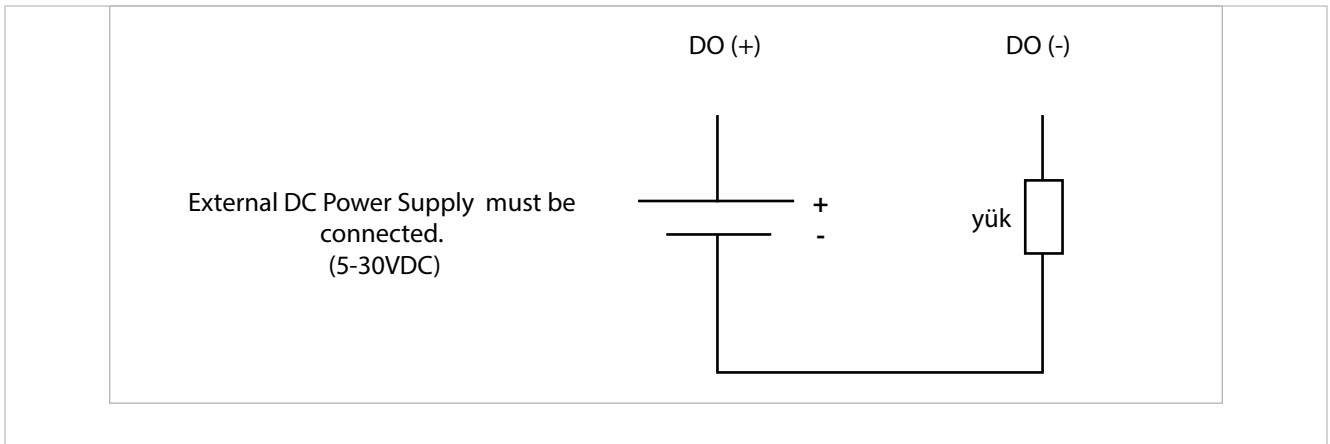 DO (+)
DO (-)
External DC Power Supply must be
connected.
(5-30VDC)
+
-
yük